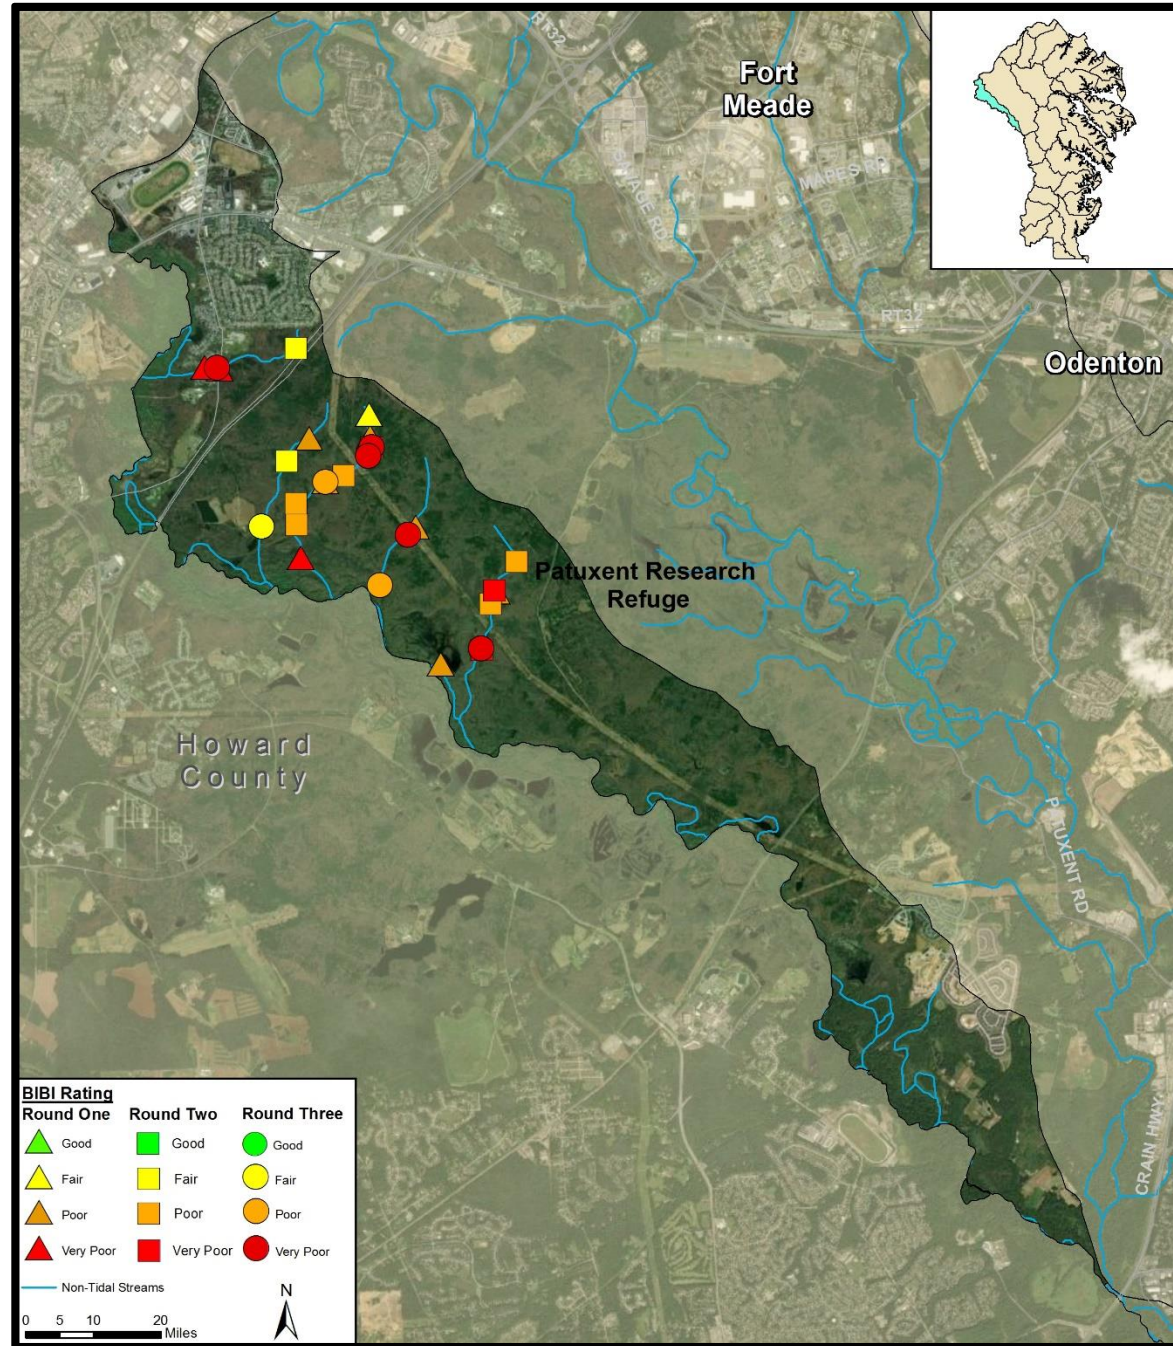 RT32
Fort
Meade
SAVAGE RD
MAPES RD
RT32
Odenton
Patuxent Research
Refuge
Howard
County
PATUXENT RD
CRAIN HWY
BIBI Rating
Round One Round Two Round Three
Good Good Good
Fair Fair Fair
Poor Poor Poor
Very Poor Very Poor Very Poor
Non-Tidal Streams
N
0 5 10 20
Miles